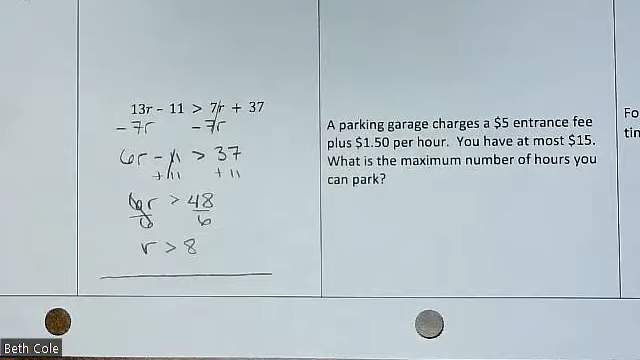 13r - 11 > 7r + 37
-7r -7r
6r - 11 > 37
+11 +11
6r > 48
6 6
r > 8
A parking garage charges a $5 entrance fee
plus $1.50 per hour. You have at most $15.
What is the maximum number of hours you
can park?
Fo
tin
Beth Cole